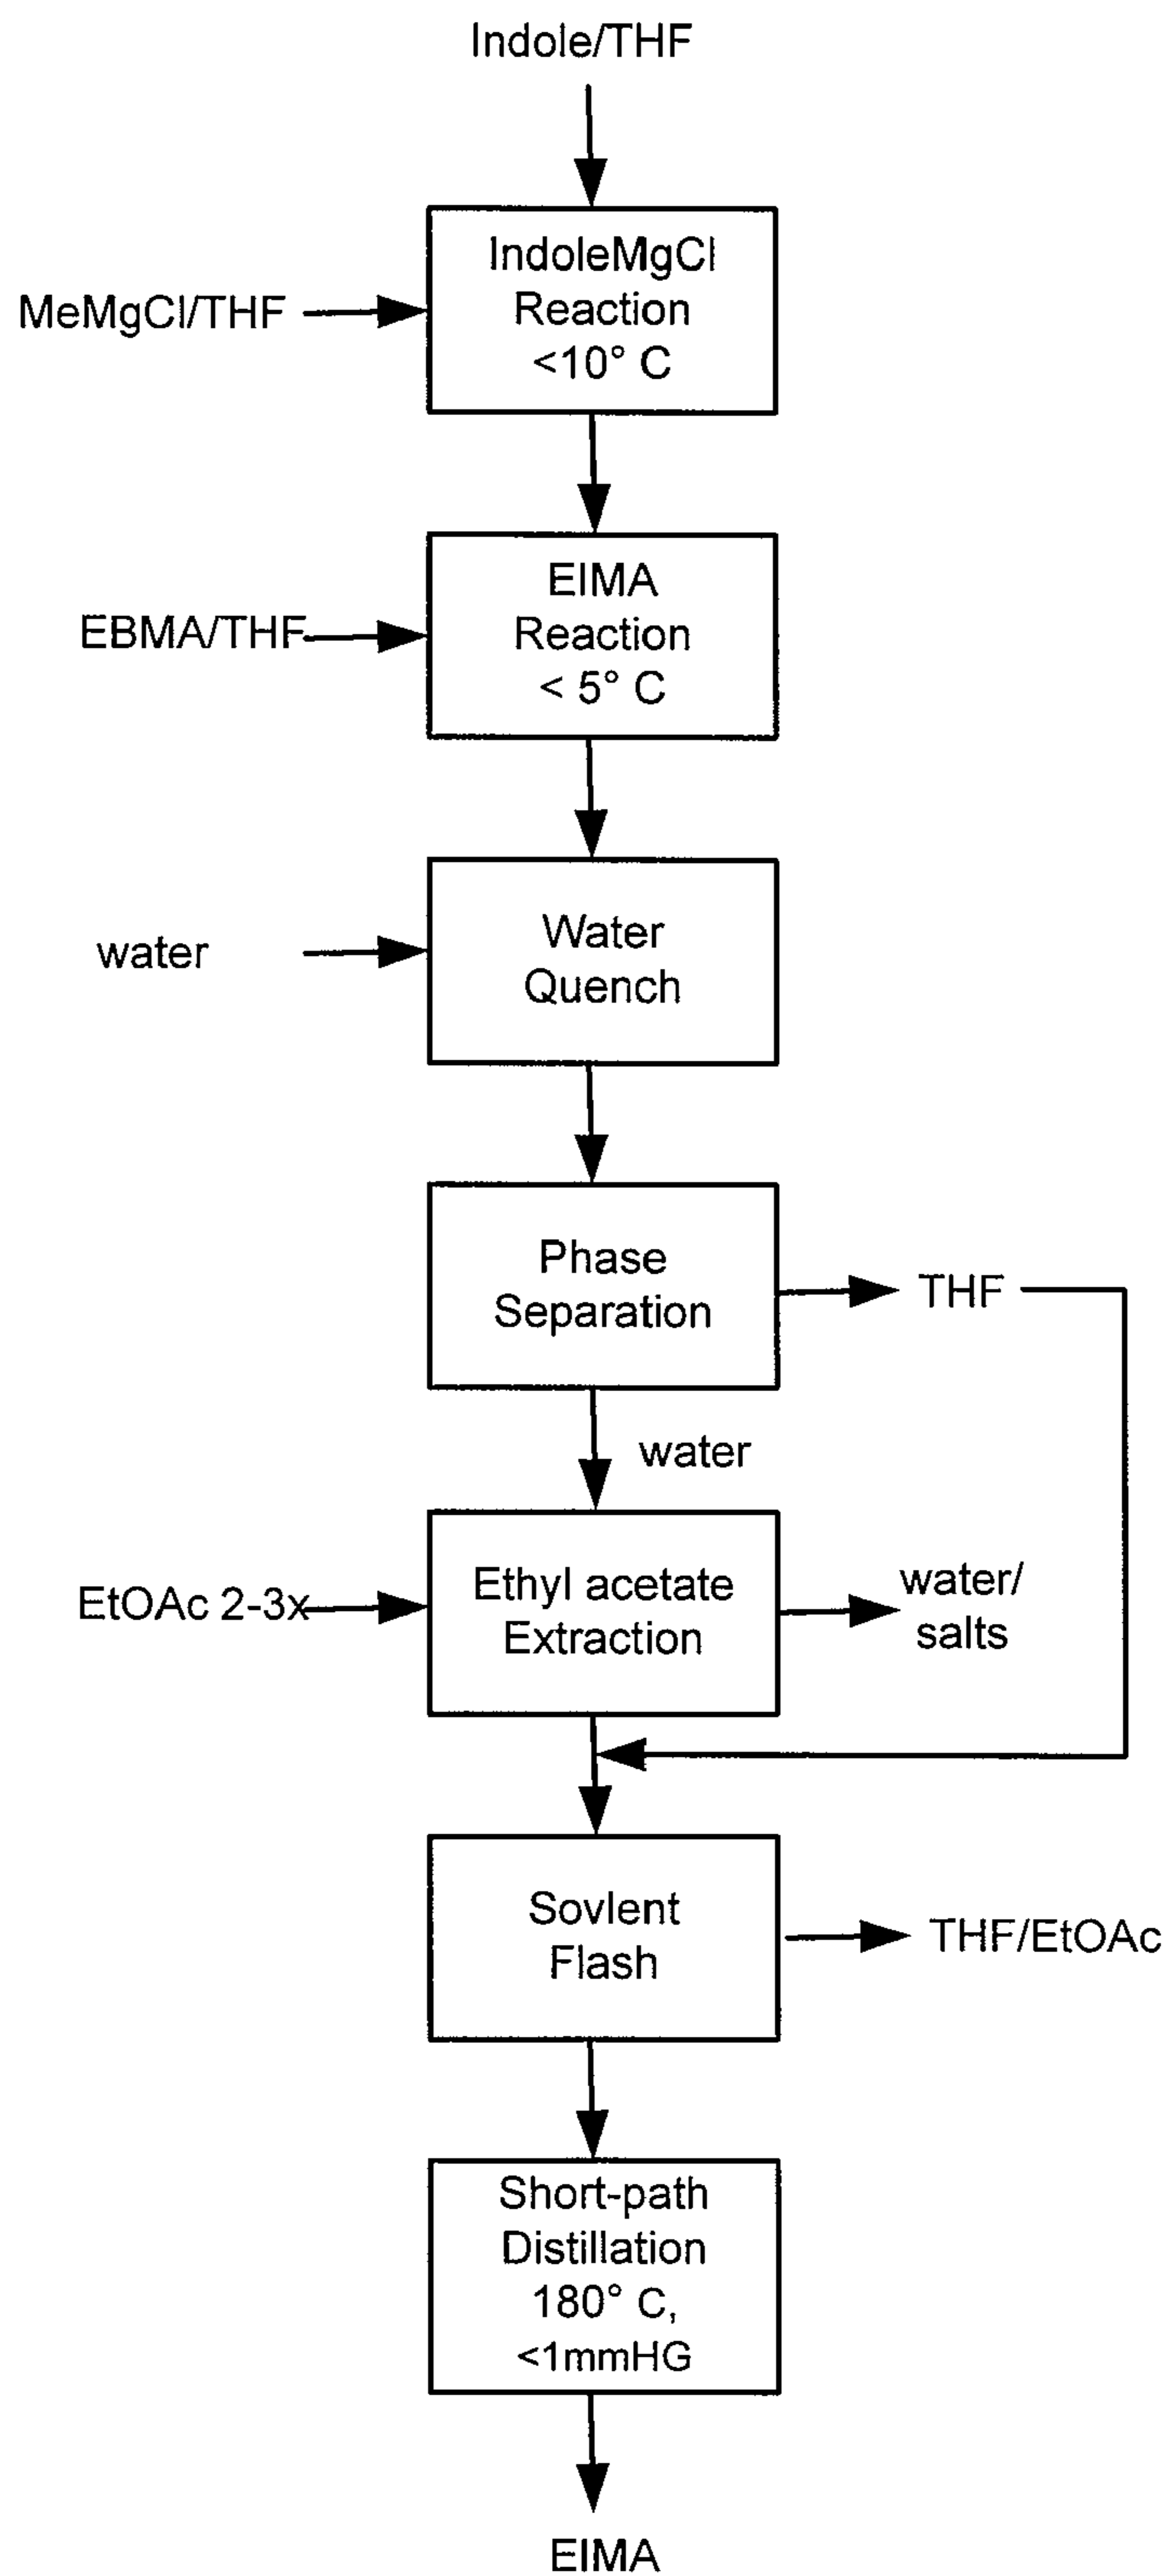 Indole/THF
IndoleMgCl
Reaction
<10° C
MeMgCl/THF
EIMA
Reaction
< 5° C
EBMA/THF
Water
Quench
water
Phase
Separation
THF
water
Ethyl acetate
Extraction
EtOAc 2-3x
water/
salts
Sovlent
Flash
THF/EtOAc
Short-path
Distillation
180° C,
<1mmHG
EIMA